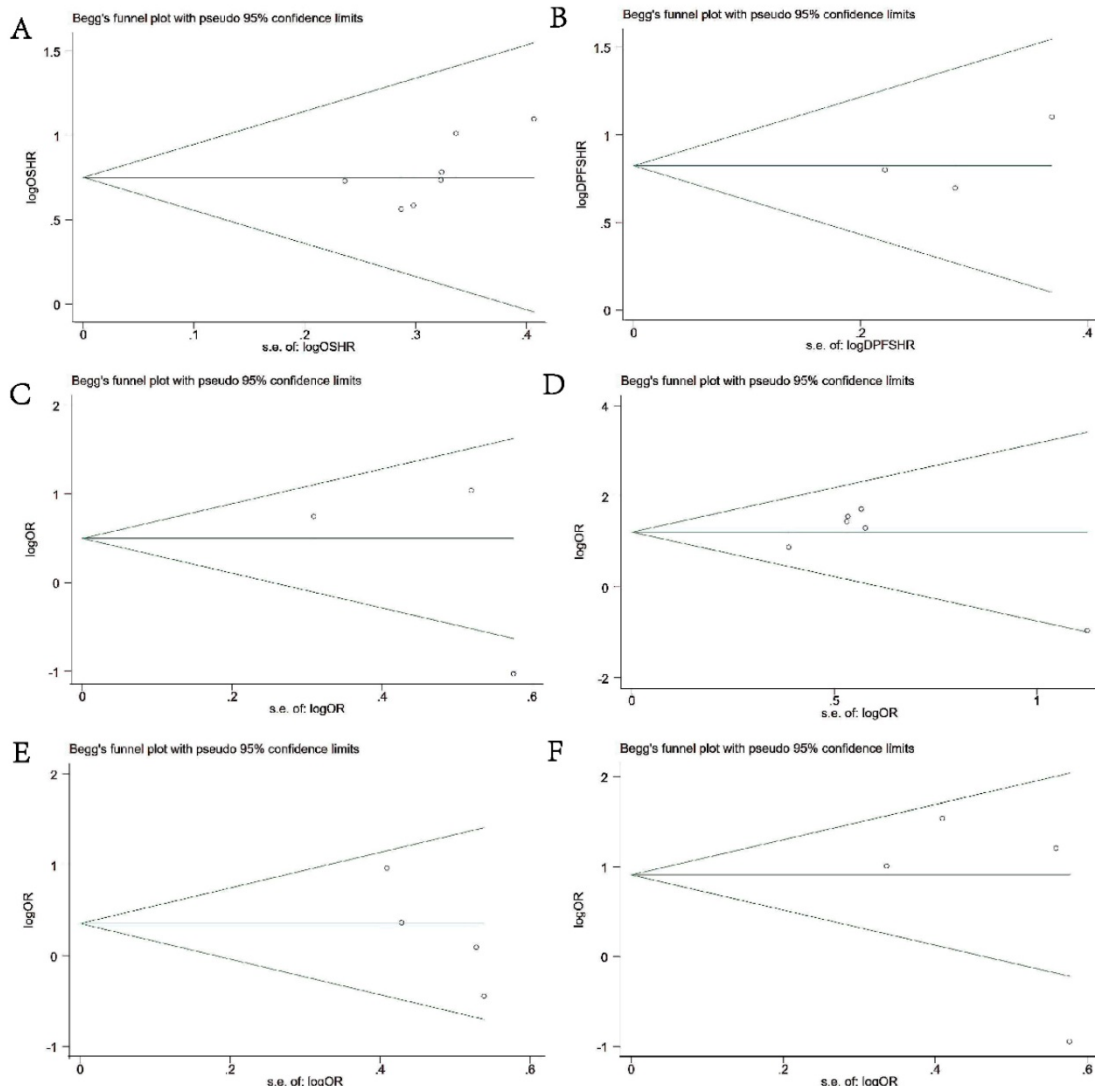 A
Begg's funnel plot with pseudo 95% confidence limits
logOSHR
1.5
1
.5
0
0 .1 .2 .3 .4
s.e. of: logOSHR
B
Begg's funnel plot with pseudo 95% confidence limits
logDPFSHR
1.5
1
.5
0
0 .2 .4
s.e. of: logDPFSHR
C
Begg's funnel plot with pseudo 95% confidence limits
logOR
2
1
0
-1
0 .2 .4 .6
s.e. of: logOR
D
Begg's funnel plot with pseudo 95% confidence limits
logOR
4
2
0
-2
0 .5 1
s.e. of: logOR
E
Begg's funnel plot with pseudo 95% confidence limits
logOR
2
1
0
-1
0 .2 .4 .6
s.e. of: logOR
F
Begg's funnel plot with pseudo 95% confidence limits
logOR
2
1
0
-1
0 .2 .4 .6
s.e. of: logOR